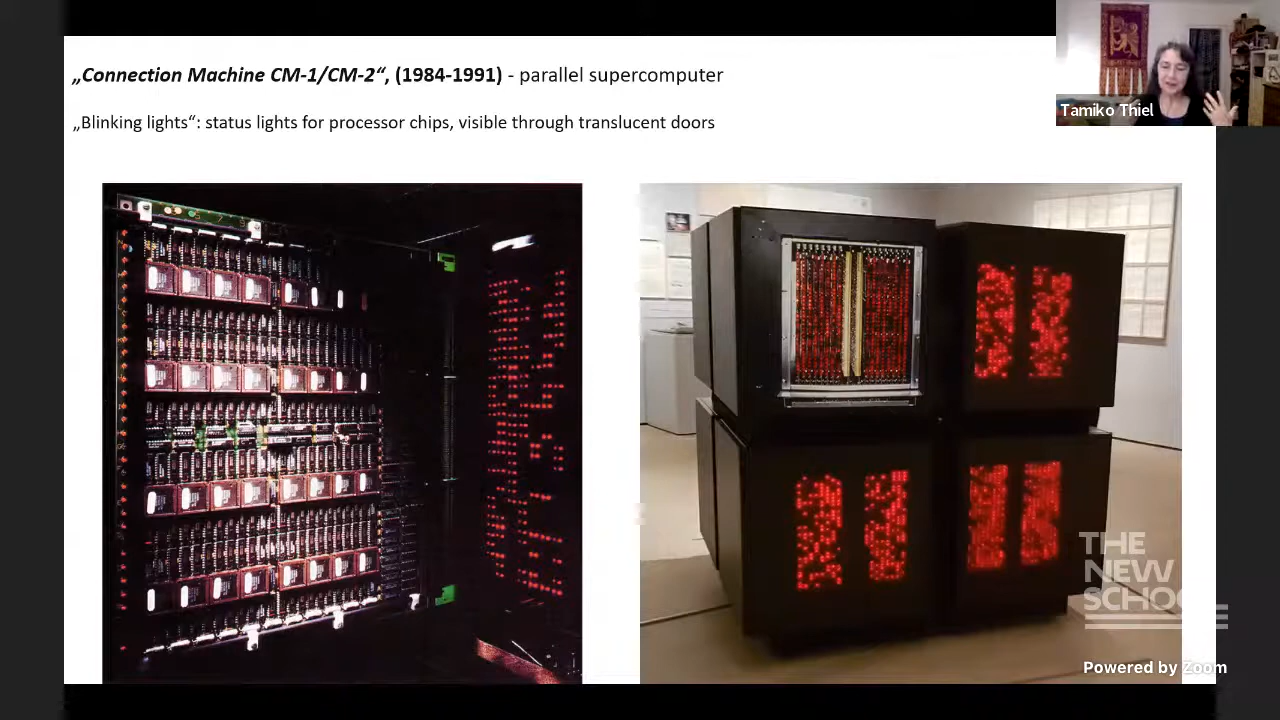 „Connection Machine CM-1/CM-2“, (1984-1991) - parallel supercomputer
„Blinking lights“: status lights for processor chips, visible through translucent doors
Tamiko Thiel
THE
NEW
SCHOOL
Powered by Zoom